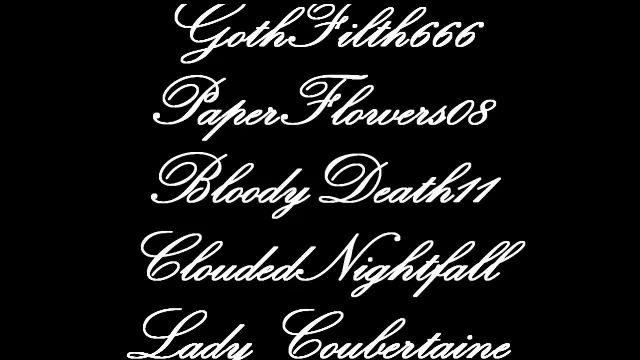 GothFilth666
PaperFlowers08
BloodyDeath11
CloudedNightfall
Lady Coubertaine